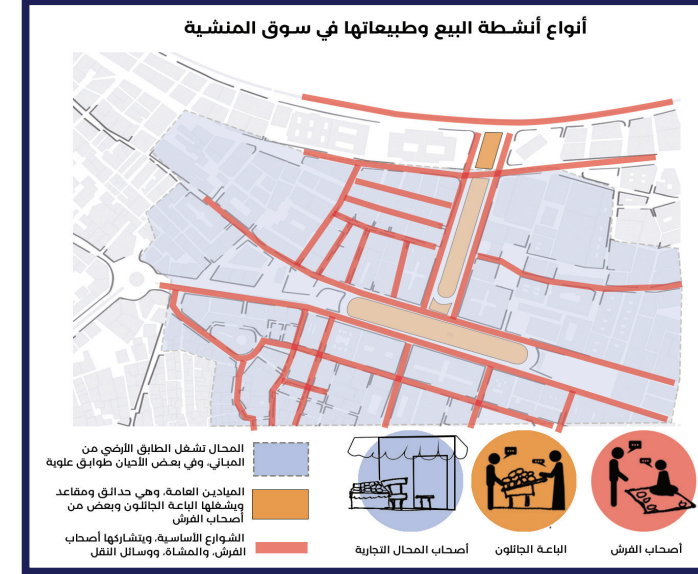 أنواع أنشطة البيع وطبيعاتها في سوق المنشية
المحال تشغل الطابق الأرضي من
المباني، وفي بعض الأحيان طوابق علوية
الميادين العامة، وهي حدائق ومقاعد
ويشغلها الباعة الجائلون وبعض من
أصحاب الفرش
الشوارع الأساسية، ويتشاركها أصحاب
الفرش، والمشاة، ووسائل النقل
أصحاب الفرش
الباعة الجائلون
أصحاب المحال التجارية